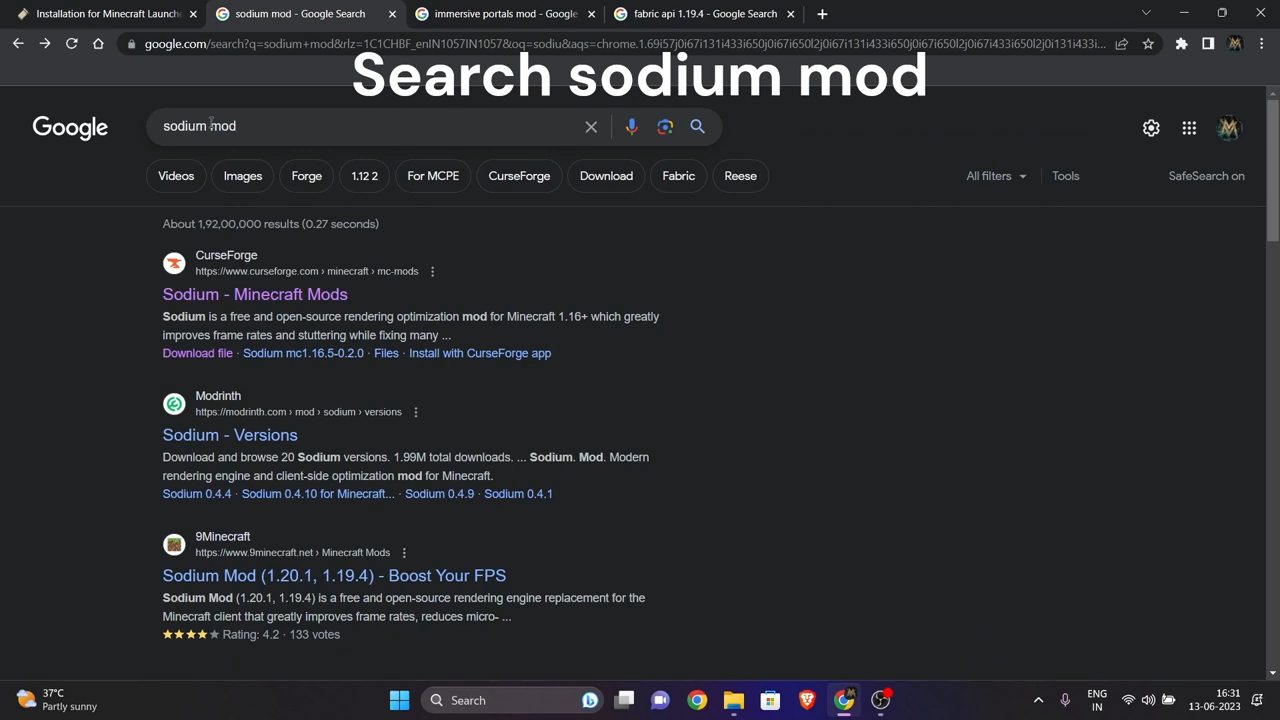 Installation for Minecraft Launche
sodium mod - Google Search
immersive portals mod - Google
fabric api 1.19.4 - Google Search
google.com/search?q=sodium+mod&rlz=1C1CHBF_enIN1057IN1057&oq=sodiu&aqs=chrome.1.69i57j0i67i131i433i650j0i67i131i433i650l2j0i67i650l2j0i67i131i433i650l2j0i67i650l2j0i67i131i433i...
Search sodium mod
Google
sodium mod
Videos
Images
Forge
1.12 2
For MCPE
CurseForge
Download
Fabric
Reese
All filters
Tools
SafeSearch on
About 1,92,00,000 results (0.27 seconds)
CurseForge
https://www.curseforge.com › minecraft › mc-mods
Sodium - Minecraft Mods
Sodium is a free and open-source rendering optimization mod for Minecraft 1.16+ which greatly
improves frame rates and stuttering while fixing many ...
Download file · Sodium mc1.16.5-0.2.0 · Files · Install with CurseForge app
Modrinth
https://modrinth.com › mod › sodium › versions
Sodium - Versions
Download and browse 20 Sodium versions. 1.99M total downloads. ... Sodium. Mod. Modern
rendering engine and client-side optimization mod for Minecraft.
Sodium 0.4.4 · Sodium 0.4.10 for Minecraft... · Sodium 0.4.9 · Sodium 0.4.1
9Minecraft
https://www.9minecraft.net › Minecraft Mods
Sodium Mod (1.20.1, 1.19.4) - Boost Your FPS
Sodium Mod (1.20.1, 1.19.4) is a free and open-source rendering engine replacement for the
Minecraft client that greatly improves frame rates, reduces micro- ...
Rating: 4.2 · 133 votes
37°C
Partly sunny
Search
ENG
IN
16:31
13-06-2023